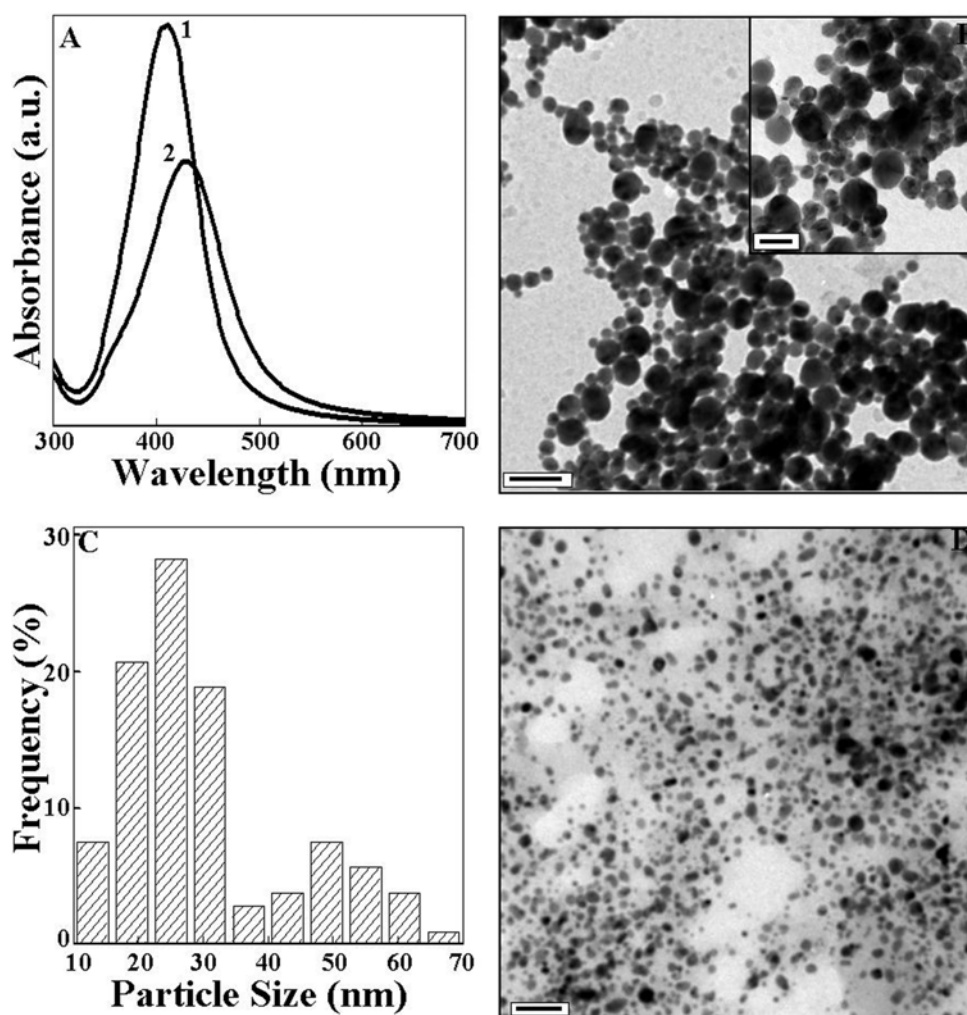 A
1
2
Absorbance (a.u.)
300 400 500 600 700
Wavelength (nm)
C
30
20
10
0
Frequency (%)
10 20 30 40 50 60 70
Particle Size (nm)
D